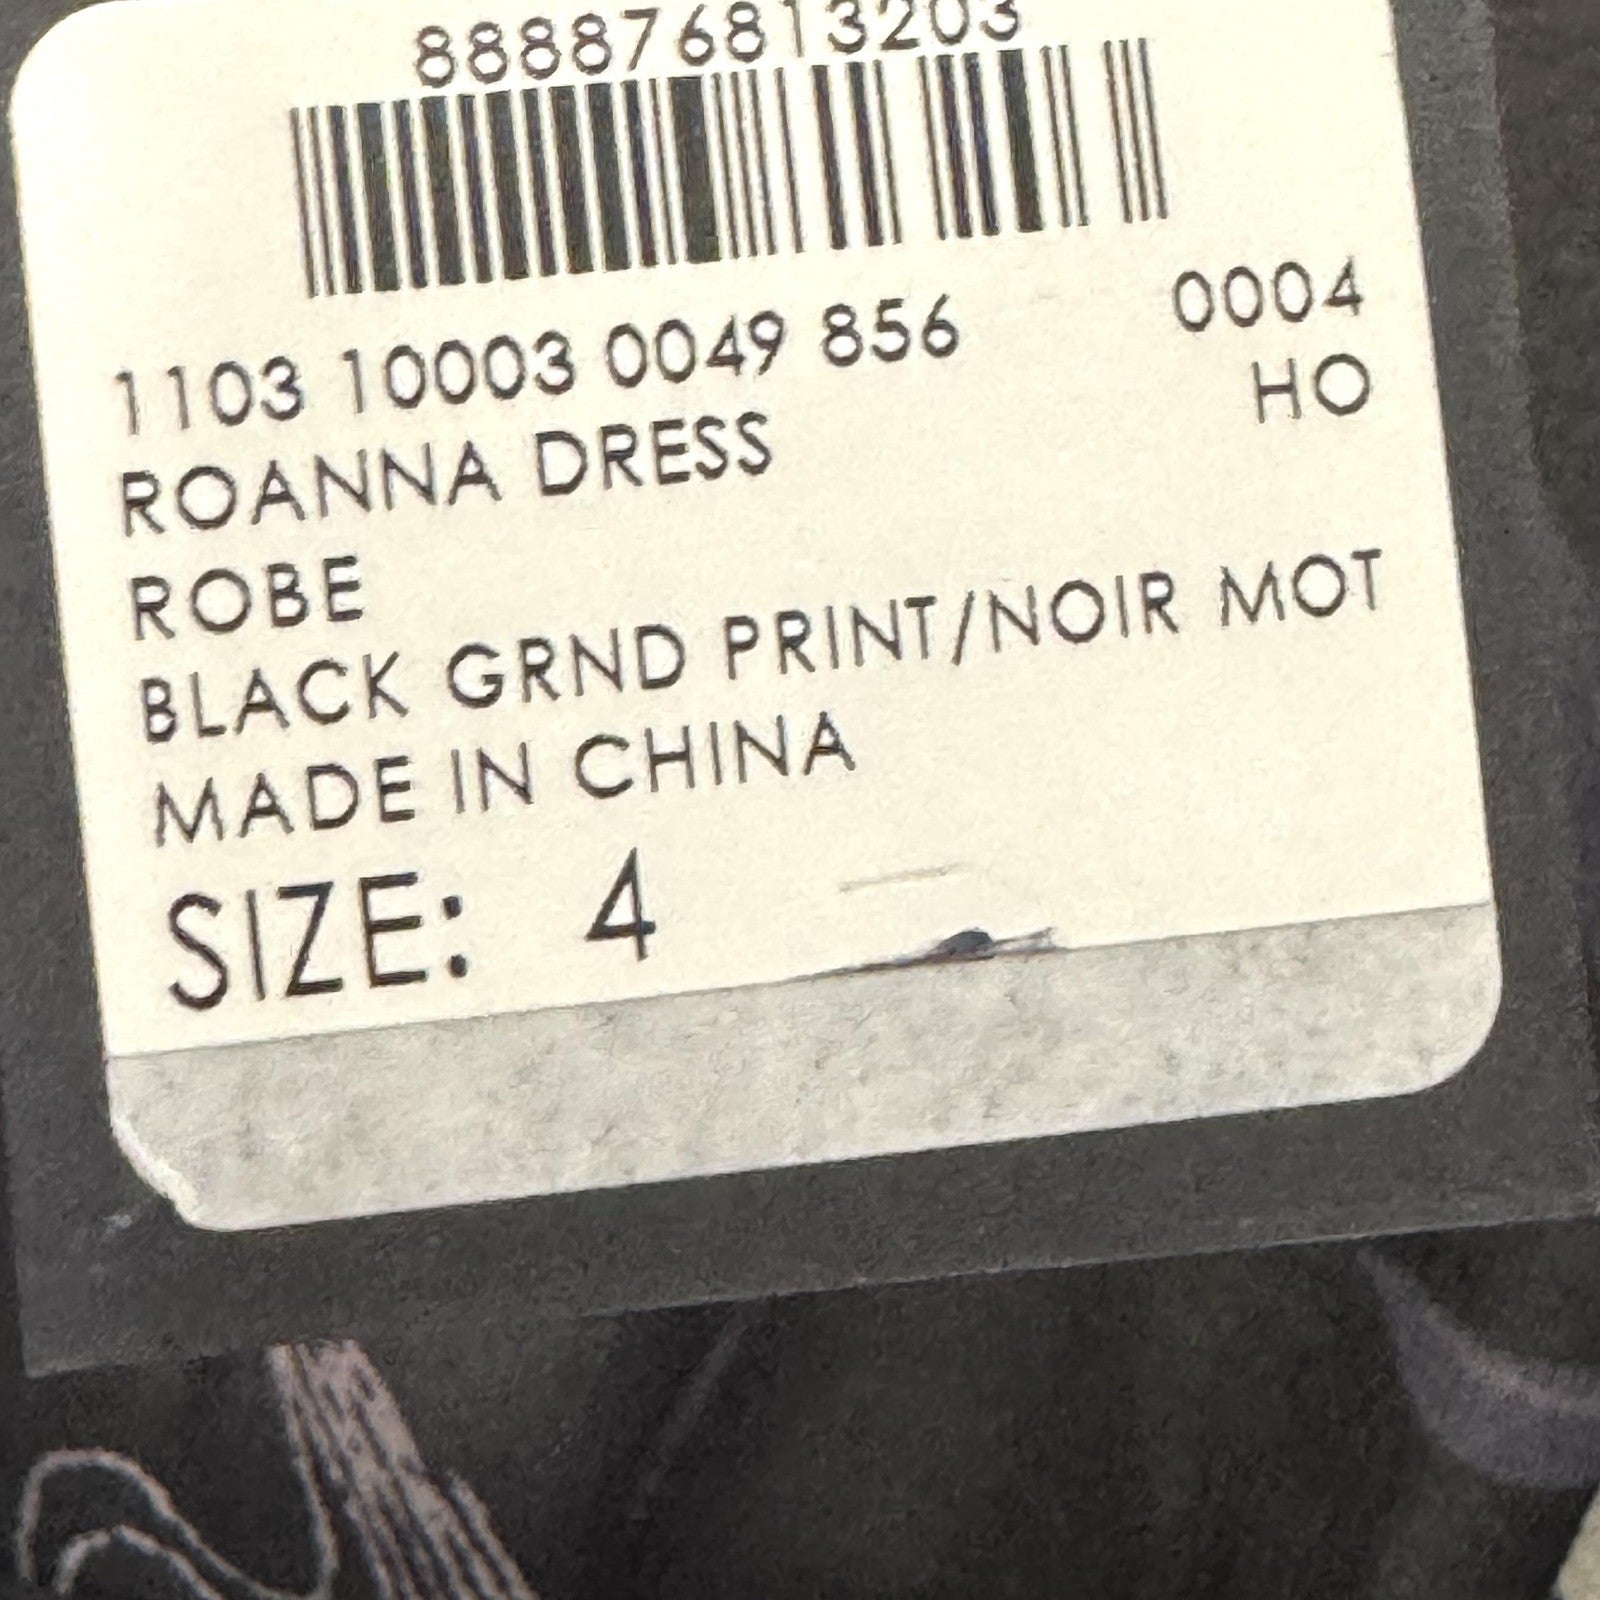 888876813203
1103 10003 0049 856 0004
ROANNA DRESS HO
ROBE
BLACK GRND PRINT/NOIR MOT
MADE IN CHINA
SIZE: 4